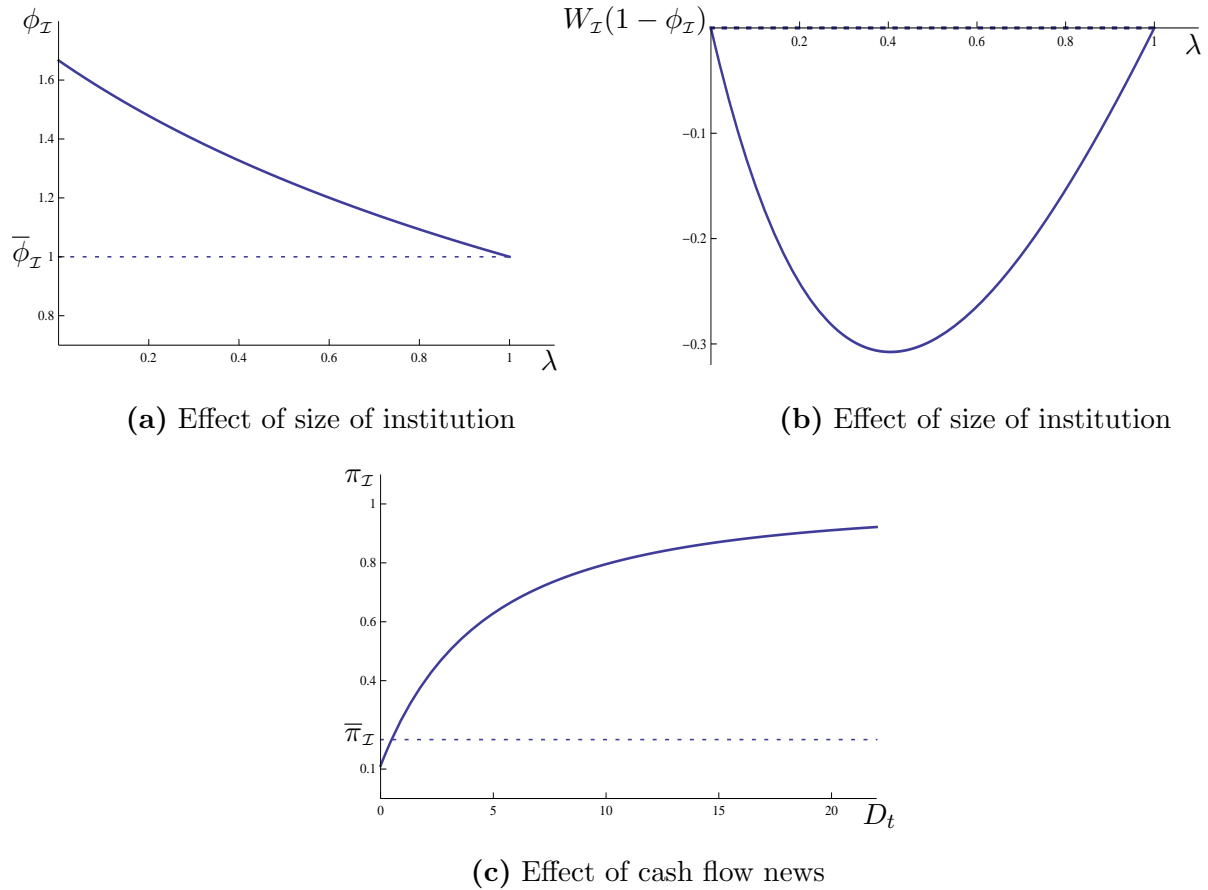 ϕ_I
1.6
1.4
1.2
ϕ̅_I
1
0.8
0.2 0.4 0.6 0.8 1
λ
(a) Effect of size of institution
W_I(1 − ϕ_I)
0.2 0.4 0.6 0.8 1
λ
−0.1
−0.2
−0.3
(b) Effect of size of institution
π_I
1
0.8
0.6
0.4
π̅_I
0.1
0 5 10 15 20
D_t
(c) Effect of cash flow news